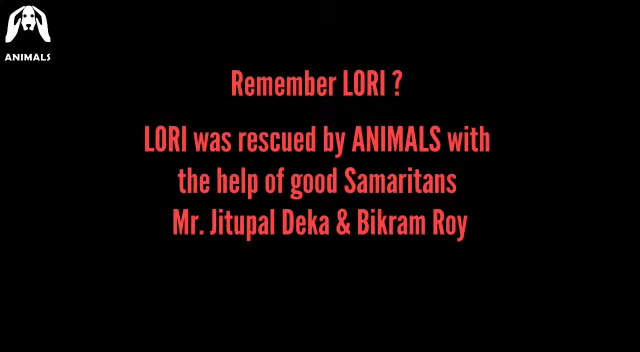 ANIMALS
Remember LORI ?
LORI was rescued by ANIMALS with
the help of good Samaritans
Mr. Jitupal Deka & Bikram Roy